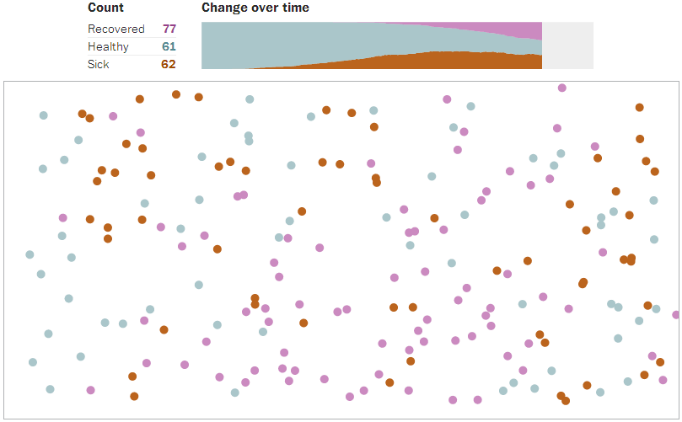 Count
Change over time
Recovered 77
Healthy 61
Sick 62